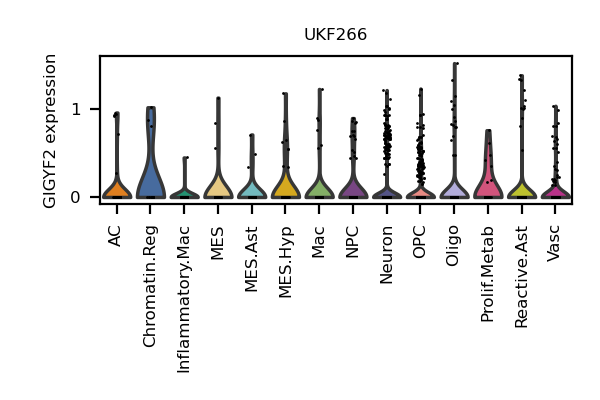 UKF266
GIGYF2 expression
1
0
AC
Chromatin.Reg
Inflammatory.Mac
MES
MES.Ast
MES.Hyp
Mac
NPC
Neuron
OPC
Oligo
Prolif.Metab
Reactive.Ast
Vasc